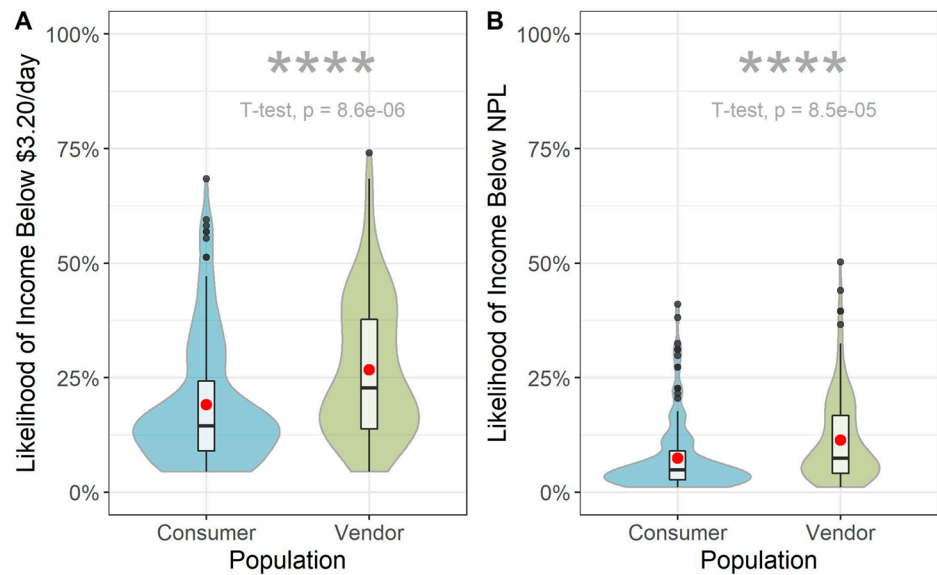 A
Likelihood of Income Below $3.20/day
100%
75%
50%
25%
0%
****
T-test, p = 8.6e-06
Consumer
Vendor
Population
B
Likelihood of Income Below NPL
100%
75%
50%
25%
0%
****
T-test, p = 8.5e-05
Consumer
Vendor
Population